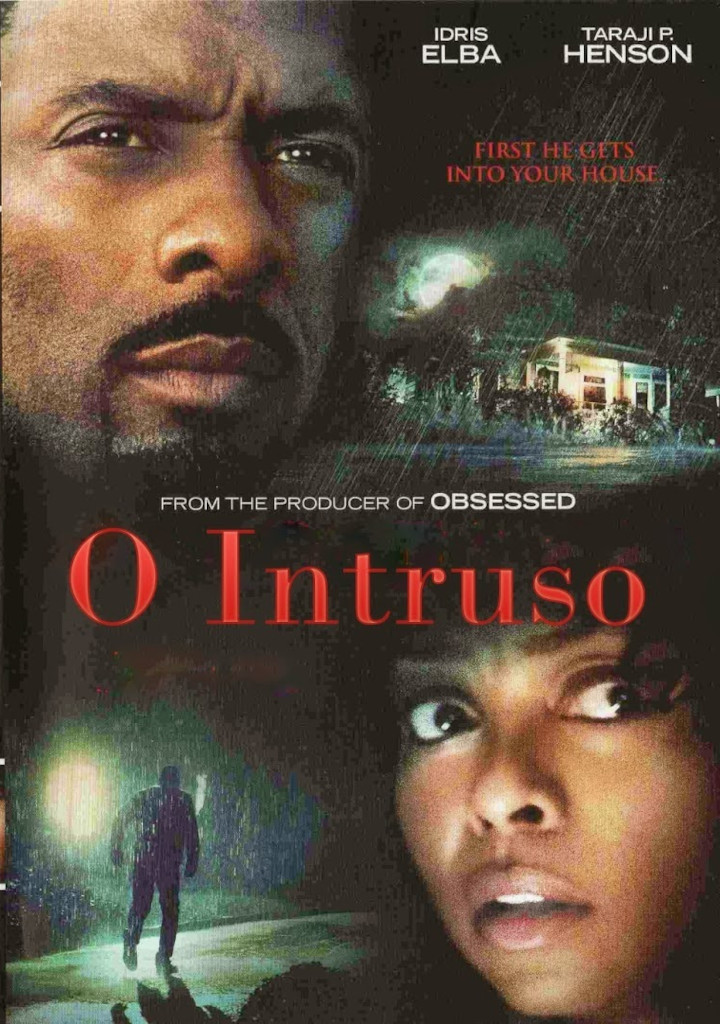 IDRIS
ELBA
TARAJI P.
HENSON
FIRST HE GETS
INTO YOUR HOUSE
FROM THE PRODUCER OF OBSESSED
O Intruso